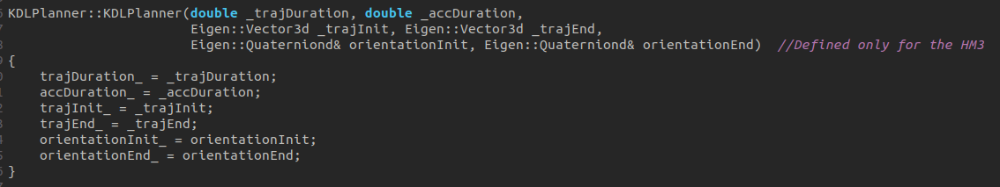 KDLPlanner::KDLPlanner(double _trajDuration, double _accDuration,
                       Eigen::Vector3d _trajInit, Eigen::Vector3d _trajEnd,
                       Eigen::Quaterniond& orientationInit, Eigen::Quaterniond& orientationEnd)  //Defined only for the HM3
{
    trajDuration_ = _trajDuration;
    accDuration_ = _accDuration;
    trajInit_ = _trajInit;
    trajEnd_ = _trajEnd;
    orientationInit_ = orientationInit;
    orientationEnd_ = orientationEnd;
}